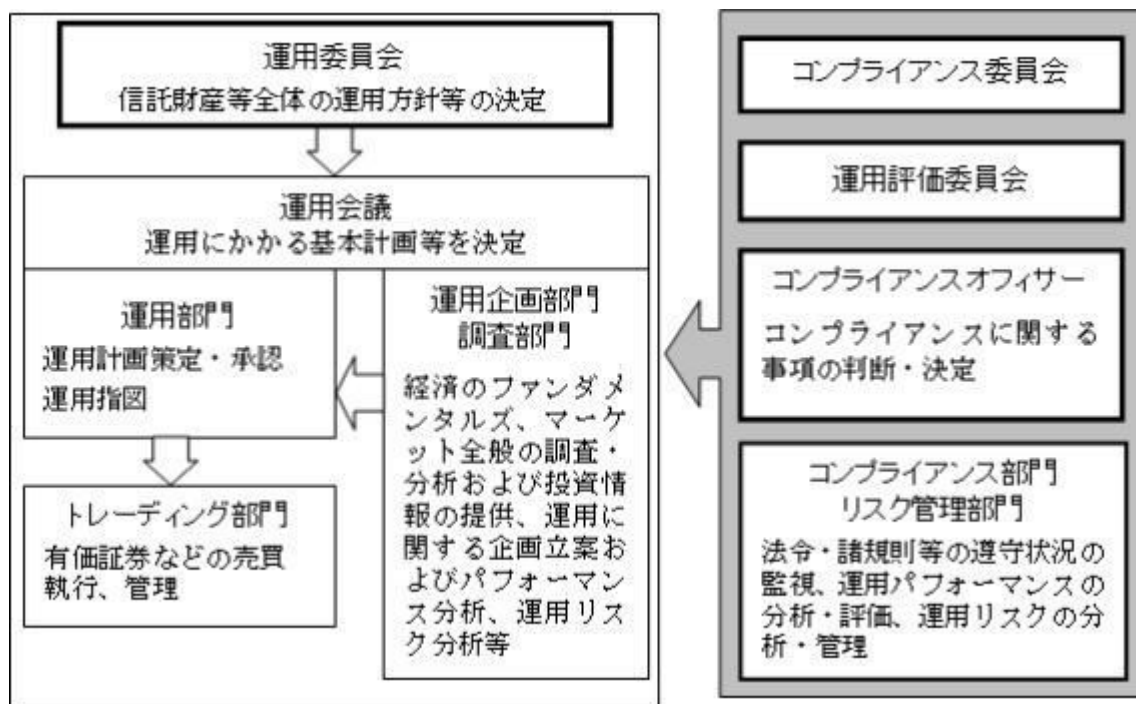 運用委員会
信託財産等全体の運用方針等の決定
運用会議
運用にかかる基本計画等を決定
運用部門
運用計画策定・承認
運用指図
トレーディング部門
有価証券などの売買
執行、管理
運用企画部門
調査部門
経済のファンダメ
ンタルズ、マーケ
ット全般の調査・
分析および投資情
報の提供、運用に
関する企画立案お
よびパフォーマン
ス分析、運用リス
ク分析等
コンプライアンス委員会
運用評価委員会
コンプライアンスオフィサー
コンプライアンスに関する
事項の判断・決定
コンプライアンス部門
リスク管理部門
法令・諸規則等の遵守状況の
監視、運用パフォーマンスの
分析・評価、運用リスクの分
析・管理